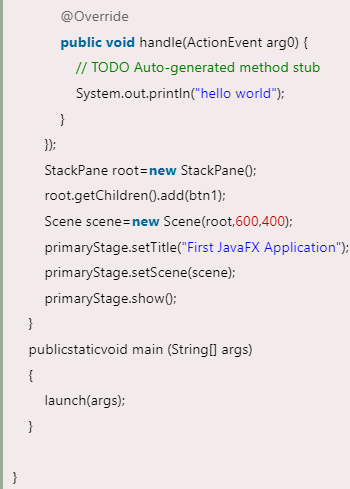 @Override
public void handle(ActionEvent arg0) {
// TODO Auto-generated method stub
System.out.println("hello world");
}
});
StackPane root=new StackPane();
root.getChildren().add(btn1);
Scene scene=new Scene(root,600,400);
primaryStage.setTitle("First JavaFX Application");
primaryStage.setScene(scene);
primaryStage.show();
}
publicstaticvoid main (String[] args)
{
launch(args);
}
}